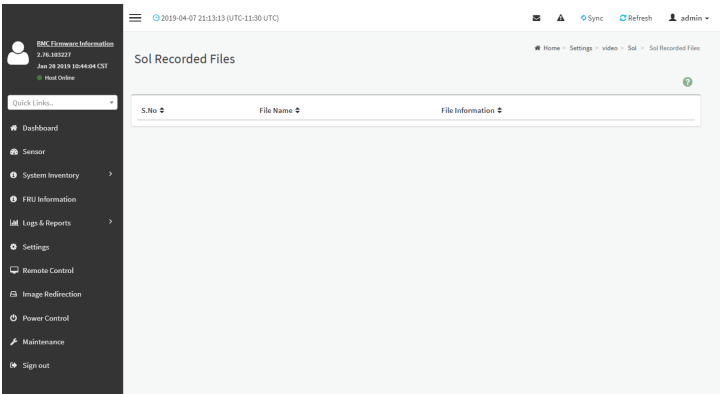 2019-04-07 21:13:13 (UTC-11:30 UTC)
Sync
Refresh
admin
BMC Firmware Information
2.76.103227
Jan 28 2019 10:44:04 CST
Host Online
Quick Links..
Dashboard
Sensor
System Inventory
FRU Information
Logs & Reports
Settings
Remote Control
Image Redirection
Power Control
Maintenance
Sign out
Sol Recorded Files
Home > Settings > video > Sol > Sol Recorded Files
S.No File Name File Information